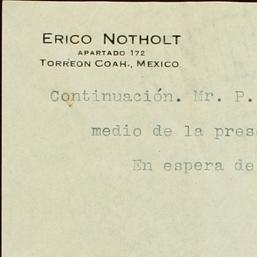 ERICO NOTHOLT
APARTADO 172
TORREON COAH., MEXICO.
Continuación. Mr. P.
medio de la pres
En espera de